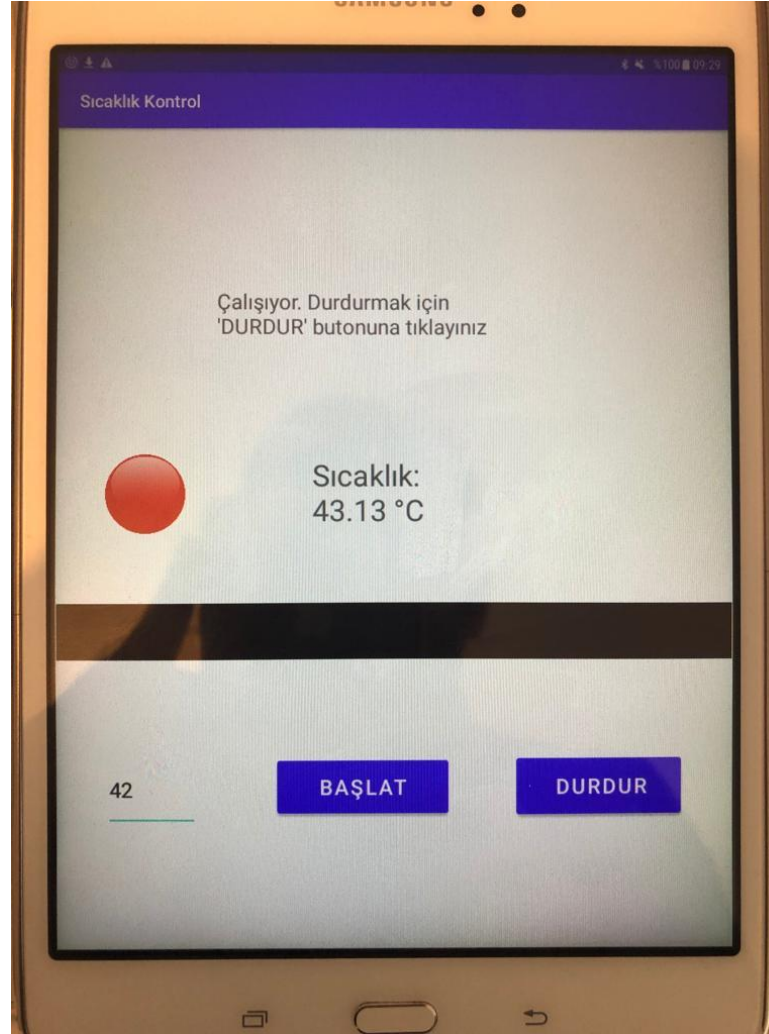 SAMSUNG
%100 09:29
Sıcaklık Kontrol
Çalışıyor. Durdurmak için
'DURDUR' butonuna tıklayınız
Sıcaklık:
43.13 °C
42
BAŞLAT
DURDUR